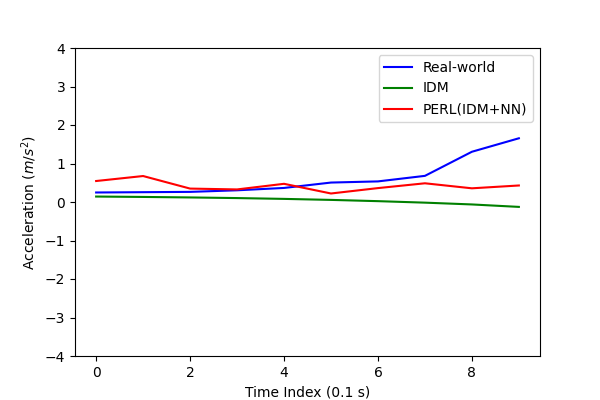 Real-world
IDM
PERL(IDM+NN)
4
3
2
1
0
−1
−2
−3
−4
Acceleration (m/s²)
0 2 4 6 8
Time Index (0.1 s)